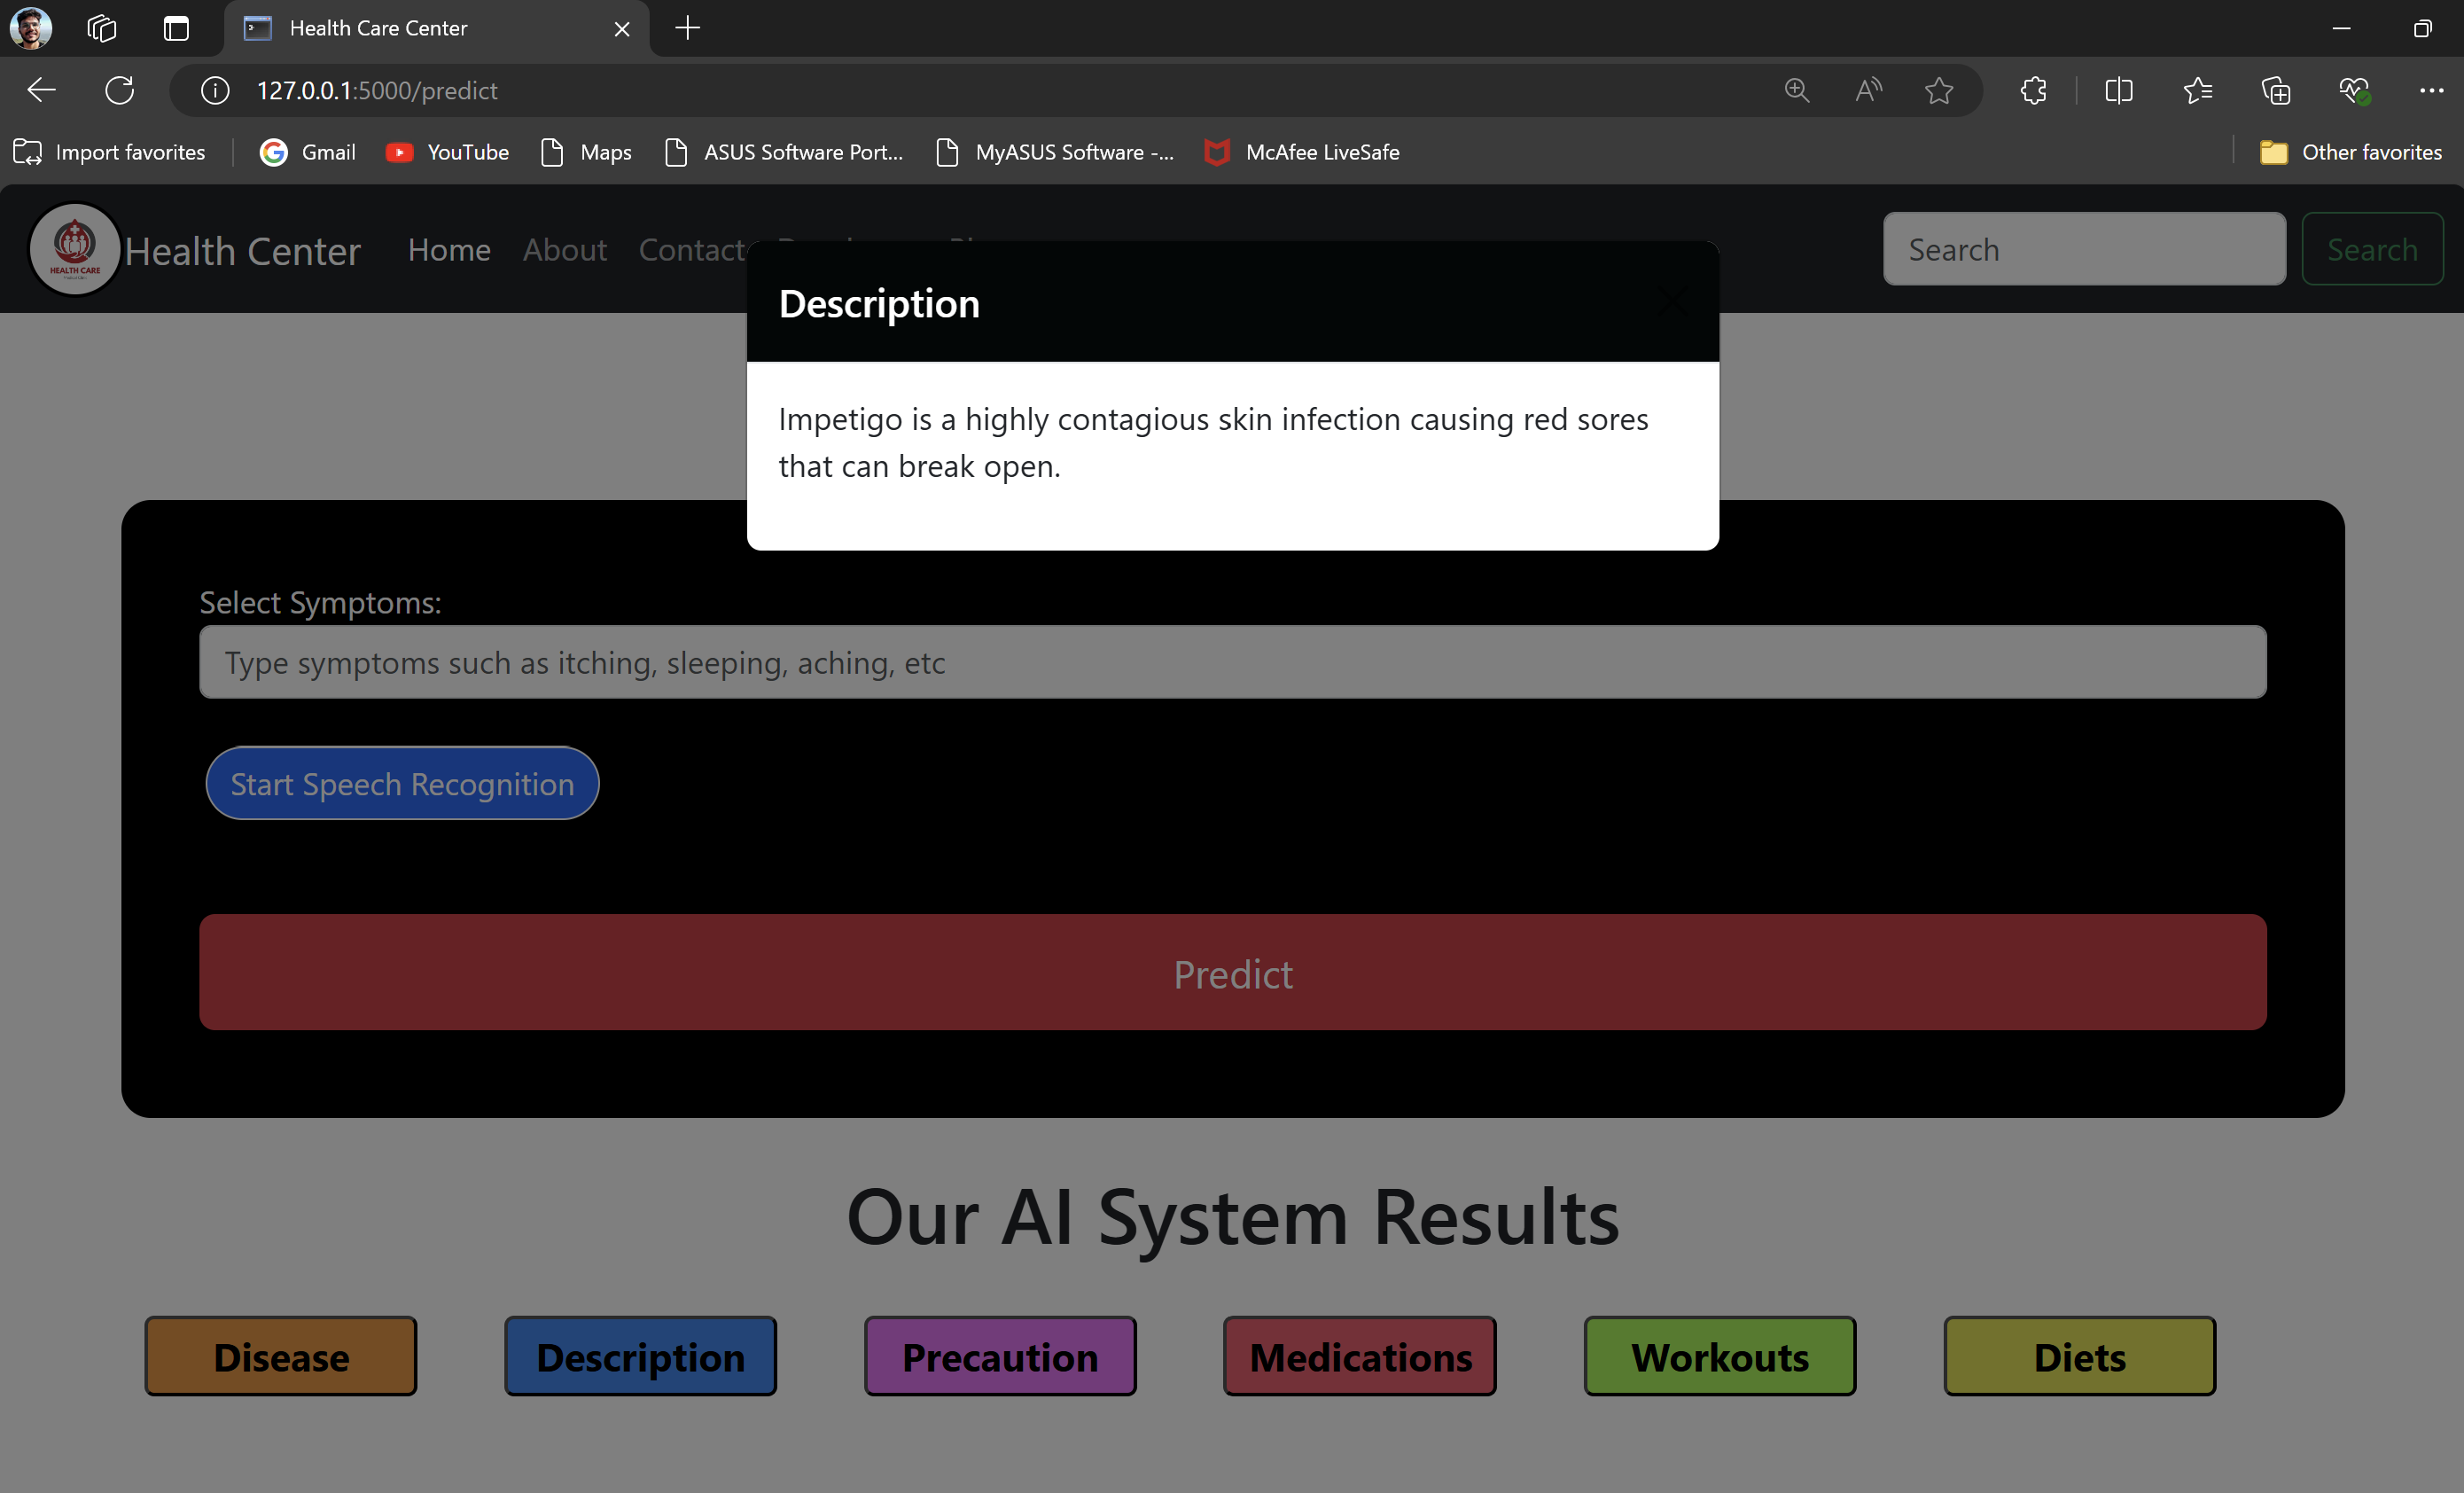 Health Care Center
127.0.0.1:5000/predict
Import favorites
Gmail
YouTube
Maps
ASUS Software Port...
MyASUS Software -...
McAfee LiveSafe
Other favorites
HEALTH CARE
Health Center
Home
About
Contact
Search
Search
Description
Impetigo is a highly contagious skin infection causing red sores
that can break open.
Select Symptoms:
Type symptoms such as itching, sleeping, aching, etc
Start Speech Recognition
Predict
Our AI System Results
Disease
Description
Precaution
Medications
Workouts
Diets